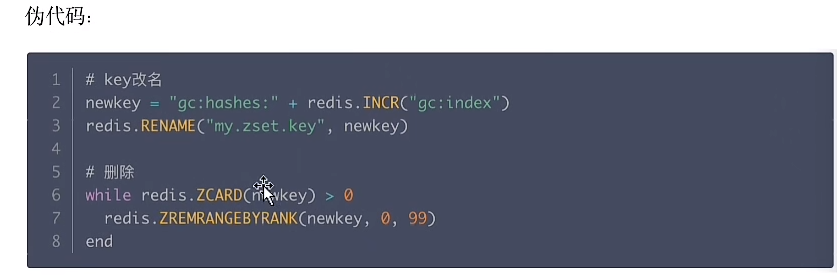 伪代码：
1 # key改名
2 newkey = "gc:hashes:" + redis.INCR("gc:index")
3 redis.RENAME("my.zset.key", newkey)
4
5 # 删除
6 while redis.ZCARD(newkey) > 0
7   redis.ZREMRANGEBYRANK(newkey, 0, 99)
8 end